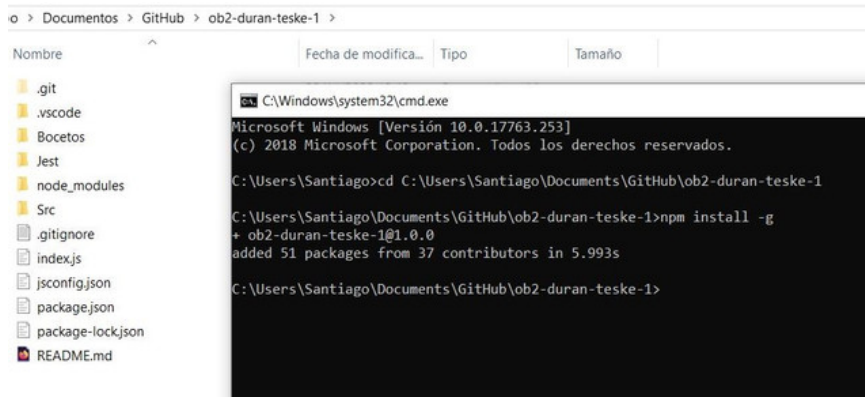 o > Documentos > GitHub > ob2-duran-teske-1 >
Nombre Fecha de modifica... Tipo Tamaño
.git
.vscode
Bocetos
Jest
node_modules
Src
.gitignore
index.js
jsconfig.json
package.json
package-lock.json
README.md
C:\Windows\system32\cmd.exe
Microsoft Windows [Versión 10.0.17763.253]
(c) 2018 Microsoft Corporation. Todos los derechos reservados.
C:\Users\Santiago>cd C:\Users\Santiago\Documents\GitHub\ob2-duran-teske-1
C:\Users\Santiago\Documents\GitHub\ob2-duran-teske-1>npm install -g
+ ob2-duran-teske-1@1.0.0
added 51 packages from 37 contributors in 5.993s
C:\Users\Santiago\Documents\GitHub\ob2-duran-teske-1>